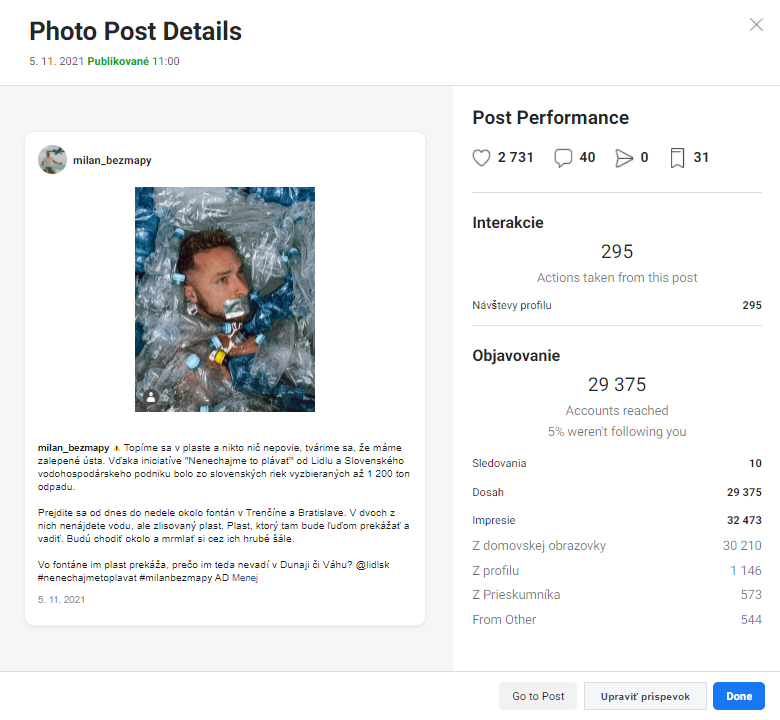 Photo Post Details
5. 11. 2021 Publikované 11:00
milan_bezmapy
milan_bezmapy ⚠️ Topíme sa v plaste a nikto nič nepovie, tvárime sa, že máme
zalepené ústa. Vďaka iniciatíve "Nenechajme to plávať" od Lidlu a Slovenského
vodohospodárskeho podniku bolo zo slovenských riek vyzbieraných až 1 200 ton
odpadu.
Prejdite sa od dnes do nedele okolo fontán v Trenčíne a Bratislave. V dvoch z
nich nenájdete vodu, ale zlisovaný plast. Plast, ktorý tam bude ľuďom prekážať a
vadiť. Budú chodiť okolo a mrmlať si cez ich hrubé šále.
Vo fontáne im plast prekáža, prečo im teda nevadí v Dunaji či Váhu? @lidlsk
#nenechajmetoplavat #milanbezmapy AD Menej
5. 11. 2021
Post Performance
2 731 40 0 31
Interakcie
295
Actions taken from this post
Návštevy profilu 295
Objavovanie
29 375
Accounts reached
5% weren't following you
Sledovania 10
Dosah 29 375
Impresie 32 473
Z domovskej obrazovky 30 210
Z profilu 1 146
Z Prieskumníka 573
From Other 544
Go to Post Upraviť príspevok Done